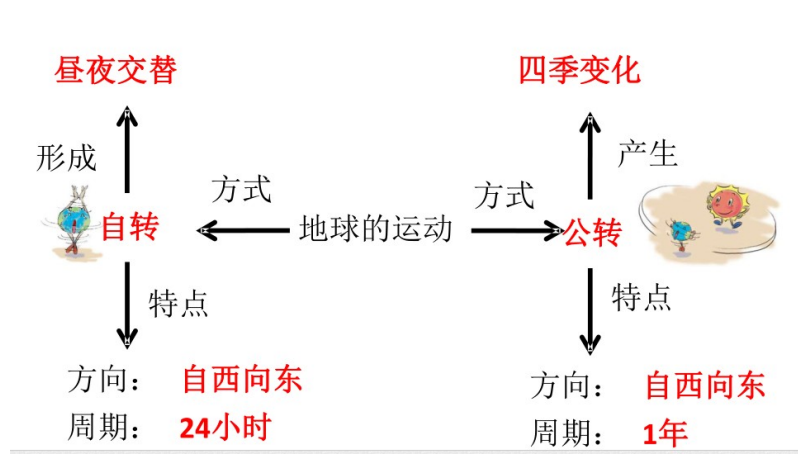 昼夜交替
四季变化
形成
产生
方式
方式
自转
地球的运动
公转
特点
特点
方向： 自西向东
周期： 24小时
方向： 自西向东
周期： 1年